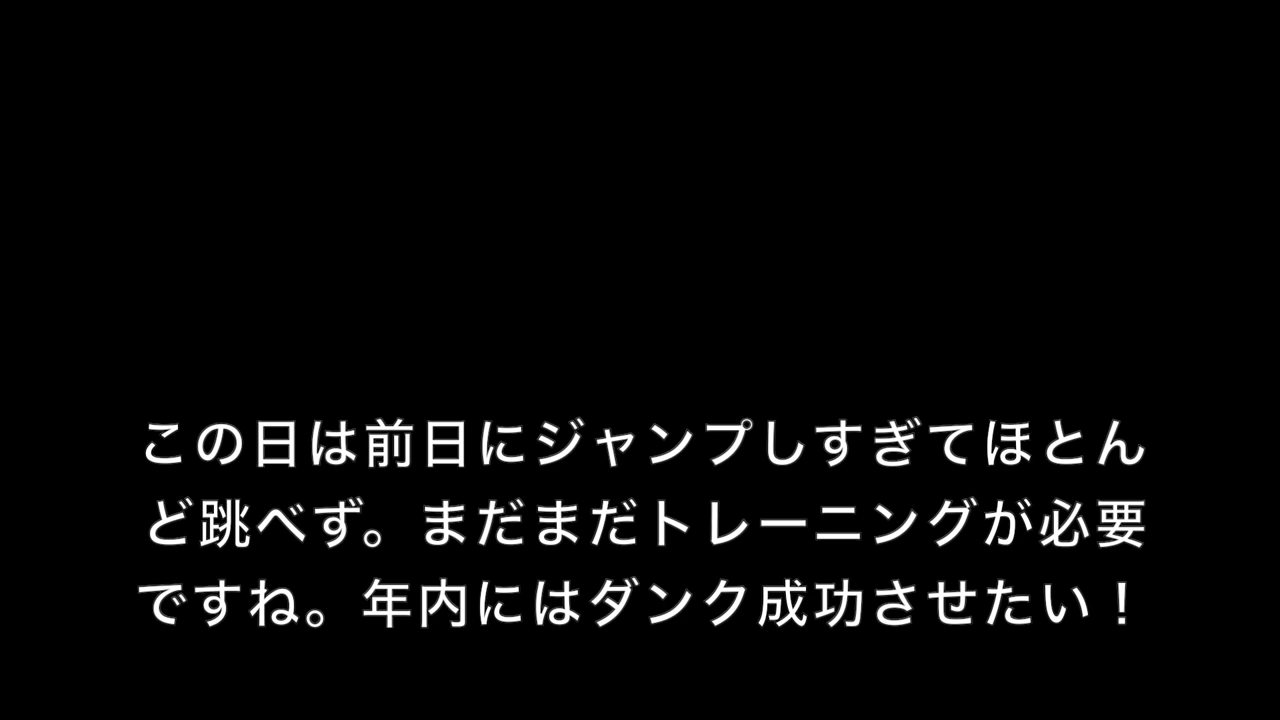 この日は前日にジャンプしすぎてほとん
ど跳べず。まだまだトレーニングが必要
ですね。年内にはダンク成功させたい！